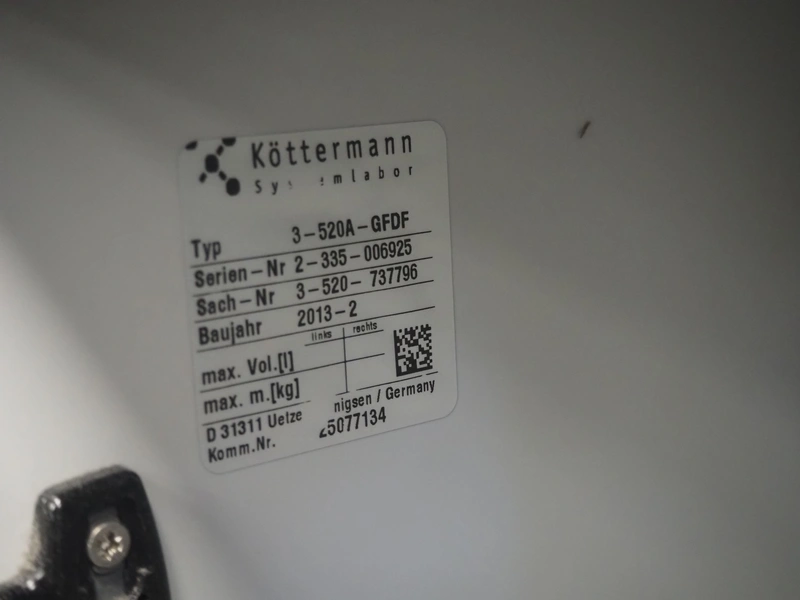 Köttermann
Typ 3-520A-GFDF
Serien-Nr 2-335-006925
Sach-Nr 3-520-737796
Baujahr 2013-2
links rechts
max. Vol.[l]
max. m.[kg]
D 31311 Uetze nigsen / Germany
Komm.Nr. 25077134